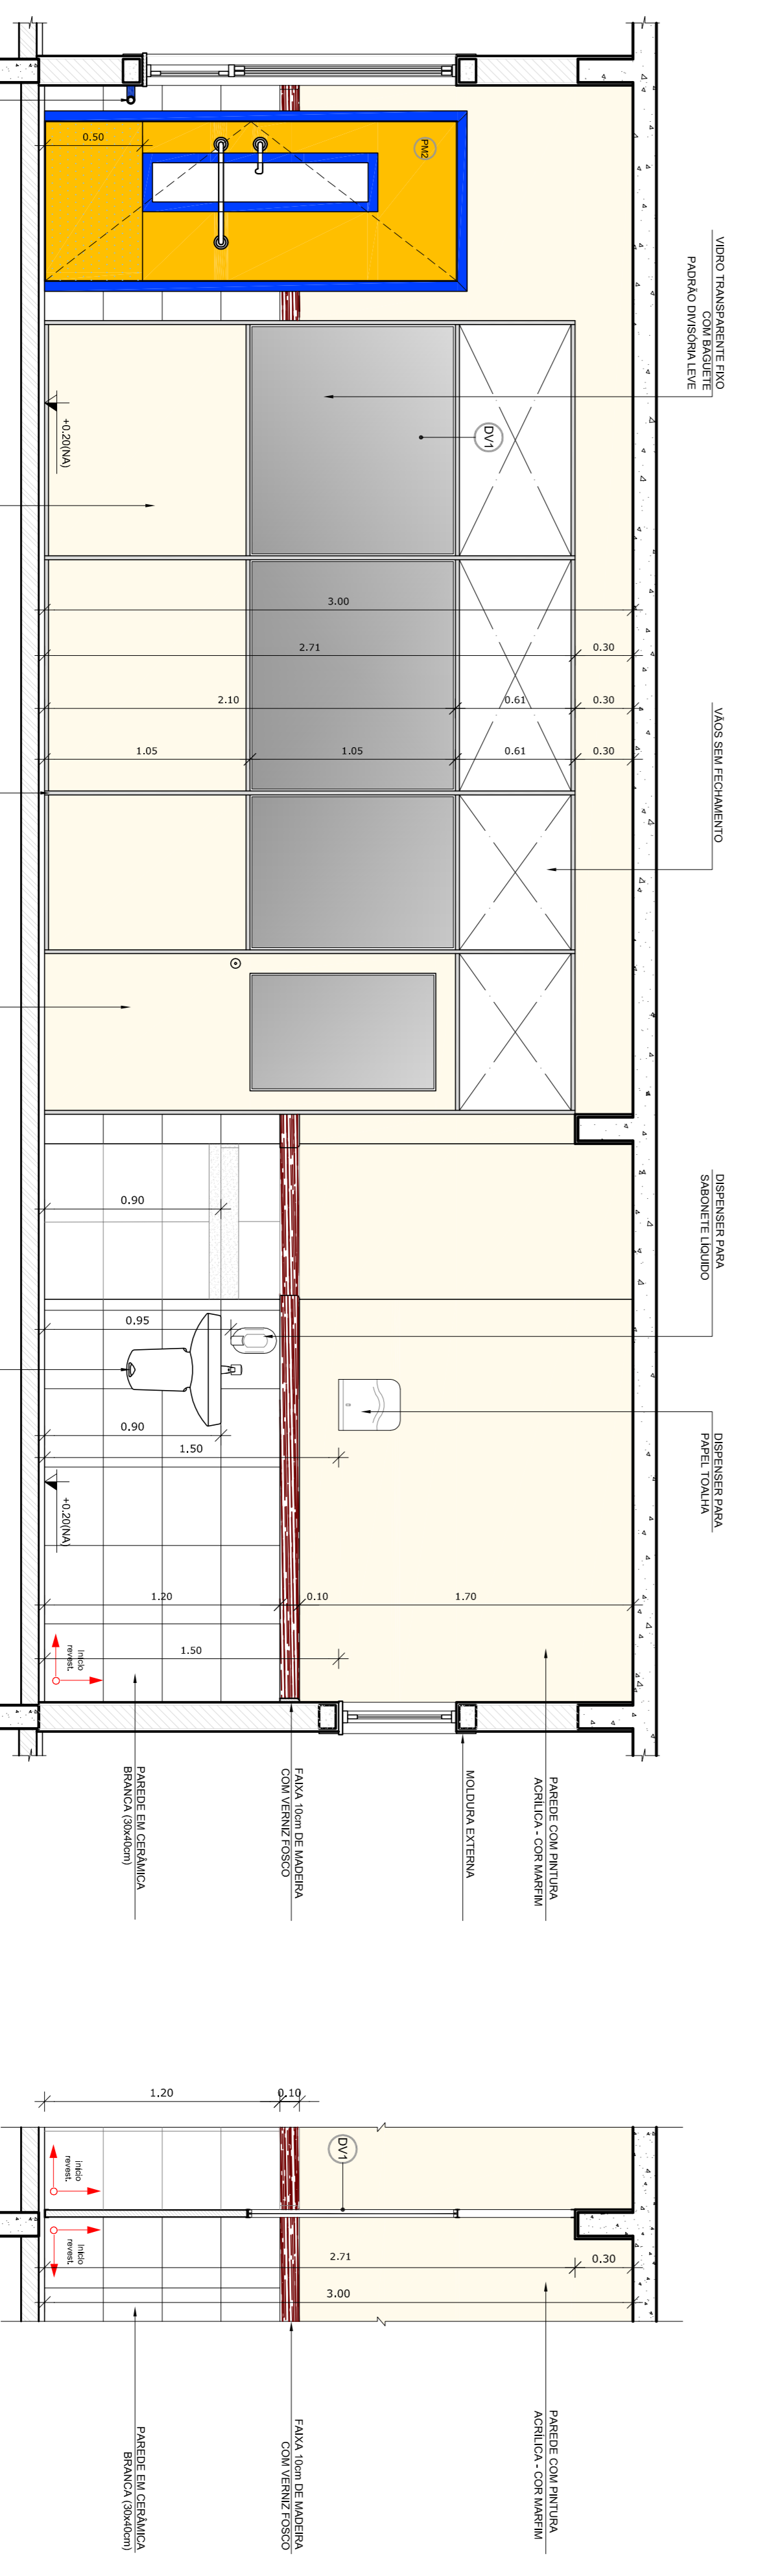 VIDRO TRANSPARENTE FIXO
COM BAGUETE
PADRÃO DIVISÓRIA LEVE
VÃOS SEM FECHAMENTO
DISPENSER PARA
SABONETE LÍQUIDO
DISPENSER PARA
PAPEL TOALHA
PM2
0.50
DV1
+0.20(NA)
3.00
2.71
0.30
2.10
0.61
0.30
1.05
1.05
0.61
0.30
0.90
0.95
0.90
1.50
+0.20(NA)
1.20
0.10
1.70
1.50
início
revest.
PAREDE COM PINTURA
ACRÍLICA - COR MARFIM
MOLDURA EXTERNA
FAIXA 10cm DE MADEIRA
COM VERNIZ FOSCO
PAREDE EM CERÂMICA
BRANCA (30x40cm)
1.20
0.10
DV1
início
revest.
início
revest.
2.71
0.30
3.00
PAREDE COM PINTURA
ACRÍLICA - COR MARFIM
FAIXA 10cm DE MADEIRA
COM VERNIZ FOSCO
PAREDE EM CERÂMICA
BRANCA (30x40cm)